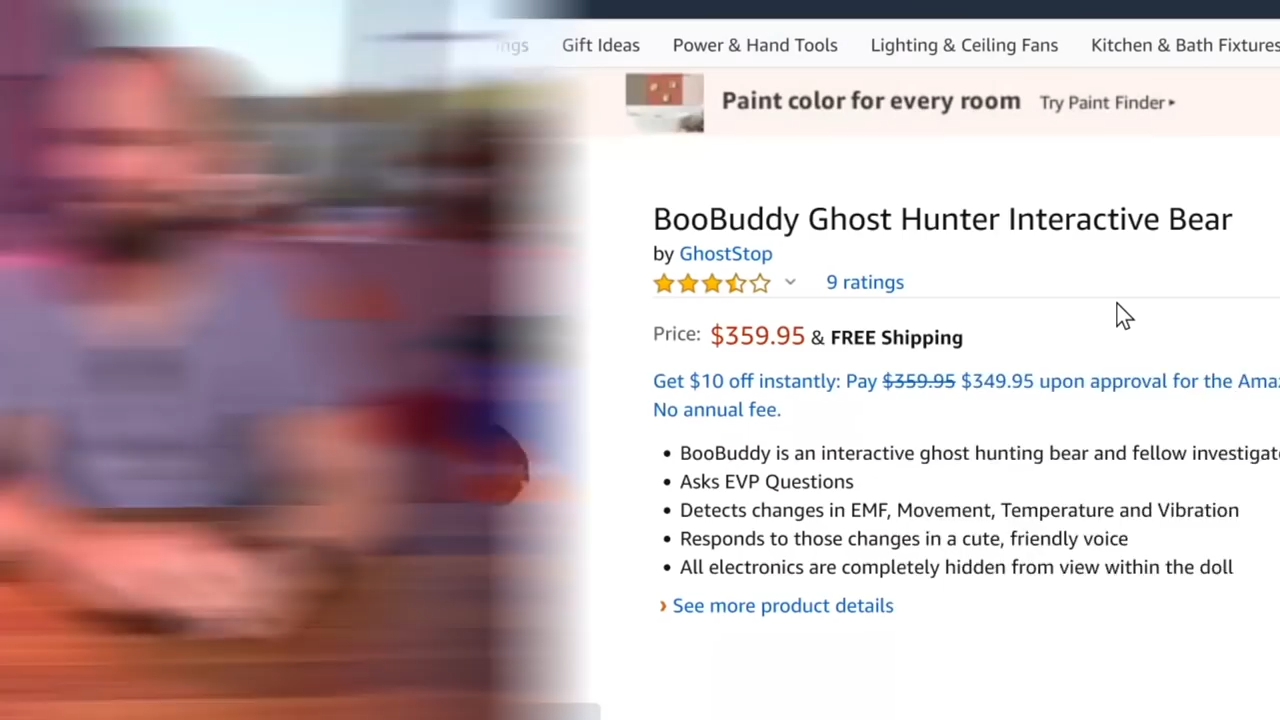 Gift Ideas Power & Hand Tools Lighting & Ceiling Fans Kitchen & Bath Fixtures
Paint color for every room Try Paint Finder
BooBuddy Ghost Hunter Interactive Bear
by GhostStop
9 ratings
Price: $359.95 & FREE Shipping
Get $10 off instantly: Pay $359.95 $349.95 upon approval for the Ama
No annual fee.
• BooBuddy is an interactive ghost hunting bear and fellow investigat
• Asks EVP Questions
• Detects changes in EMF, Movement, Temperature and Vibration
• Responds to those changes in a cute, friendly voice
• All electronics are completely hidden from view within the doll
› See more product details